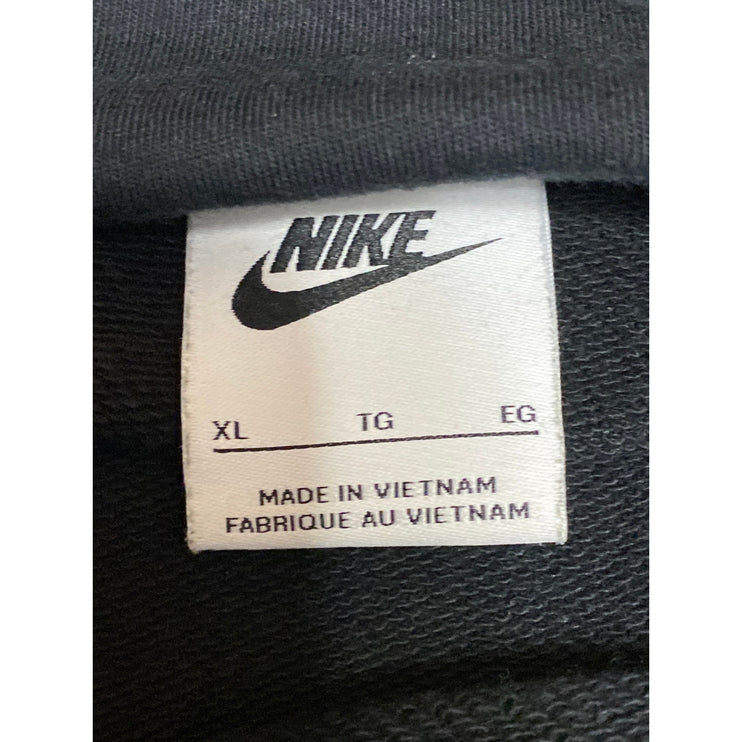 NIKE
XL TG EG
MADE IN VIETNAM
FABRIQUE AU VIETNAM